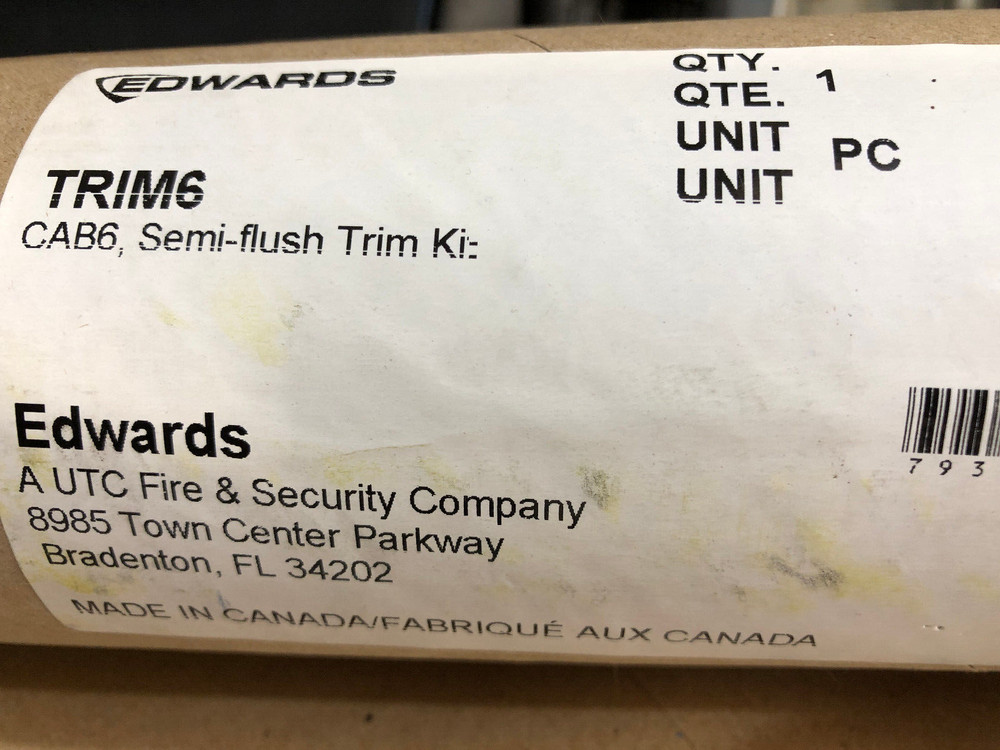 EDWARDS
QTY.
QTE. 1
UNIT
UNIT PC
TRIM6
CAB6, Semi-flush Trim Kit
Edwards
A UTC Fire & Security Company
8985 Town Center Parkway
Bradenton, FL 34202
793
MADE IN CANADA/FABRIQUÉ AUX CANADA